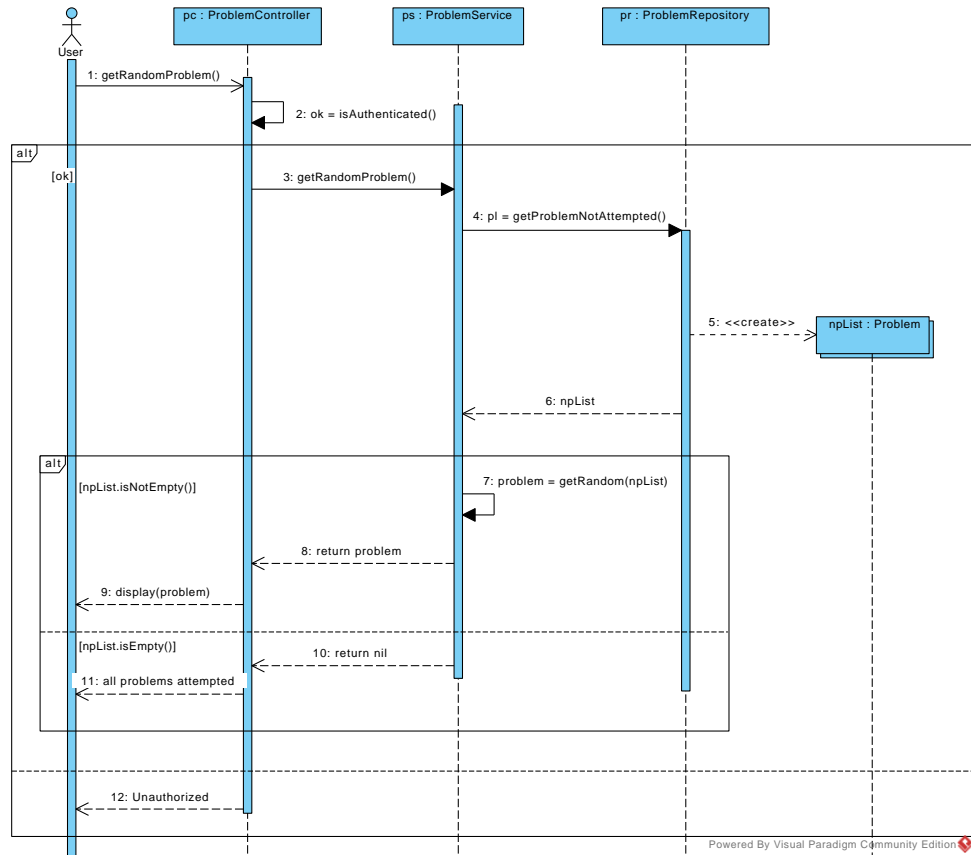 pc : ProblemController
ps : ProblemService
pr : ProblemRepository
User
1: getRandomProblem()
2: ok = isAuthenticated()
alt
[ok]
3: getRandomProblem()
4: pl = getProblemNotAttempted()
5: <<create>>
npList : Problem
6: npList
alt
[npList.isNotEmpty()]
7: problem = getRandom(npList)
8: return problem
9: display(problem)
[npList.isEmpty()]
10: return nil
11: all problems attempted
12: Unauthorized
Powered By Visual Paradigm Community Edition